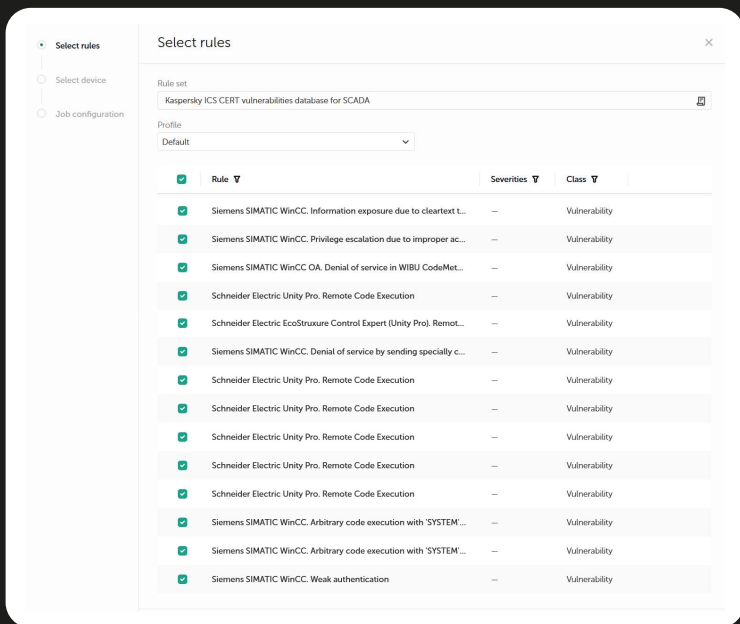 Select rules
Select device
Job configuration
Select rules
Rule set
Kaspersky ICS CERT vulnerabilities database for SCADA
Profile
Default
Rule Severities Class
Siemens SIMATIC WinCC. Information exposure due to cleartext t... — Vulnerability
Siemens SIMATIC WinCC. Privilege escalation due to improper ac... — Vulnerability
Siemens SIMATIC WinCC OA. Denial of service in WIBU CodeMet... — Vulnerability
Schneider Electric Unity Pro. Remote Code Execution — Vulnerability
Schneider Electric EcoStruxure Control Expert (Unity Pro). Remot... — Vulnerability
Siemens SIMATIC WinCC. Denial of service by sending specially c... — Vulnerability
Schneider Electric Unity Pro. Remote Code Execution — Vulnerability
Schneider Electric Unity Pro. Remote Code Execution — Vulnerability
Schneider Electric Unity Pro. Remote Code Execution — Vulnerability
Schneider Electric Unity Pro. Remote Code Execution — Vulnerability
Schneider Electric Unity Pro. Remote Code Execution — Vulnerability
Siemens SIMATIC WinCC. Arbitrary code execution with 'SYSTEM'... — Vulnerability
Siemens SIMATIC WinCC. Arbitrary code execution with 'SYSTEM'... — Vulnerability
Siemens SIMATIC WinCC. Weak authentication — Vulnerability